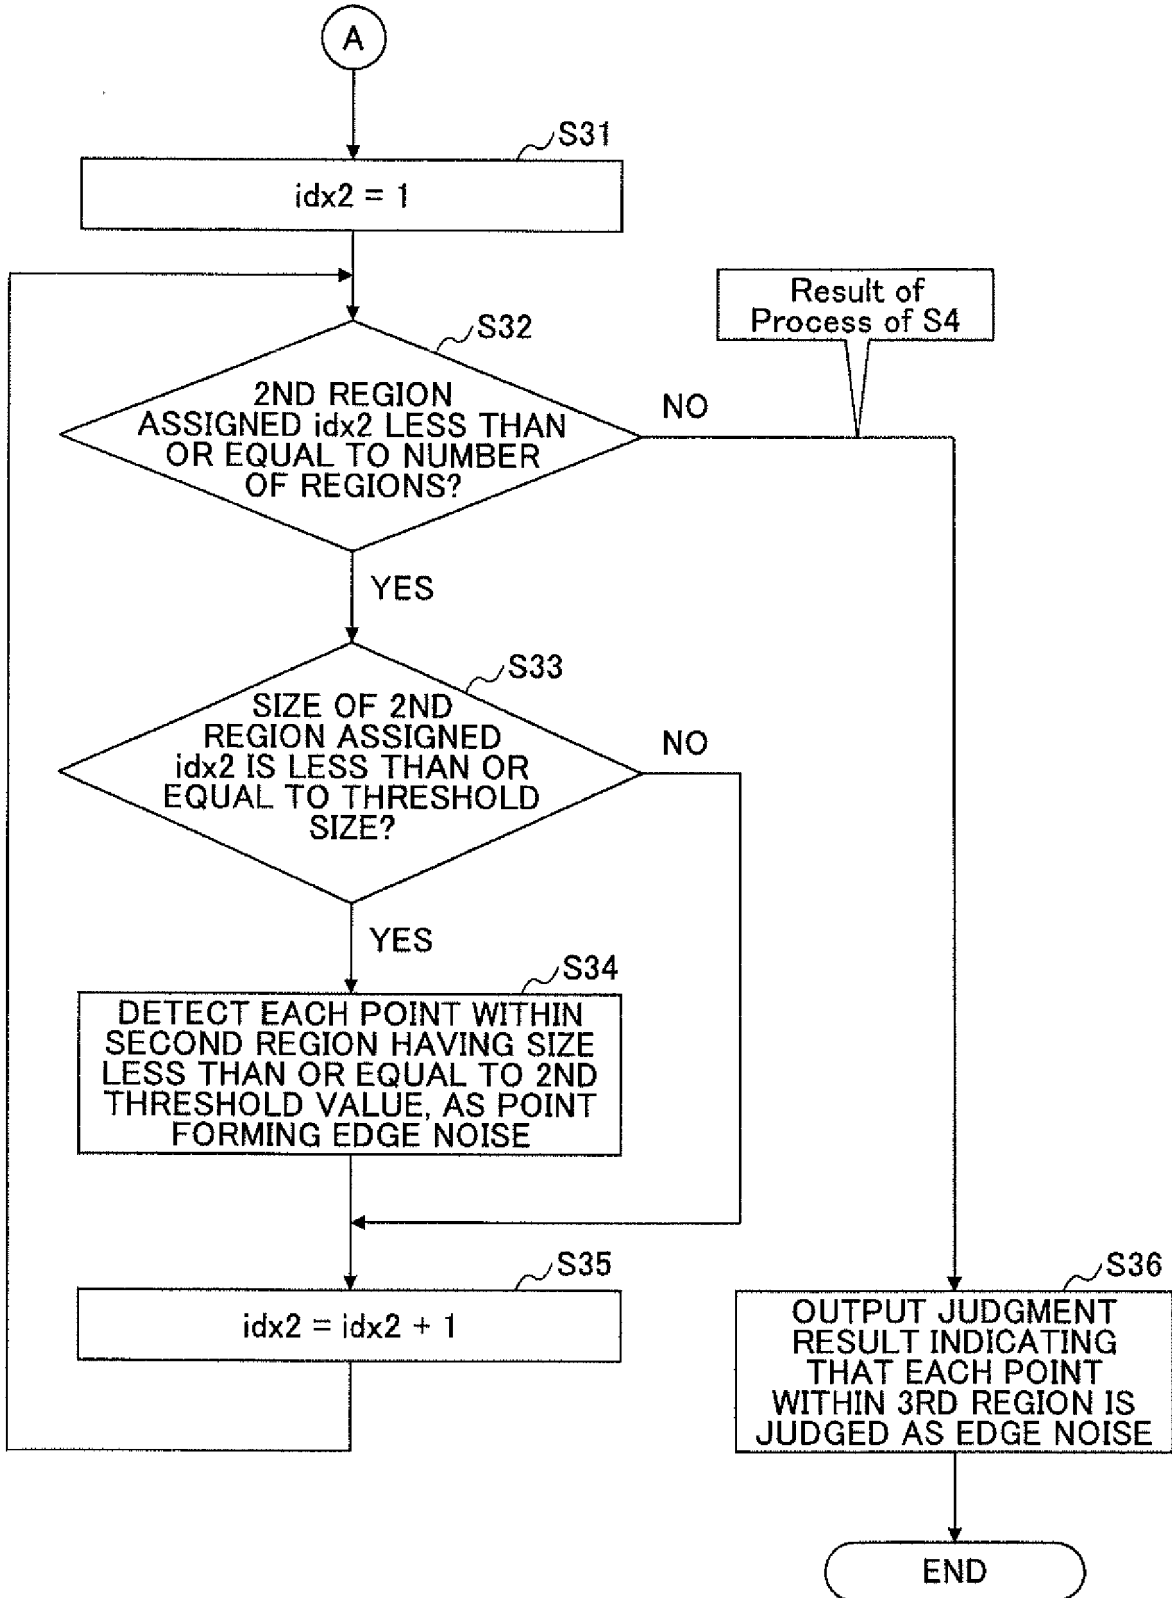 A
S31
idx2 = 1
S32
2ND REGION
ASSIGNED idx2 LESS THAN
OR EQUAL TO NUMBER
OF REGIONS?
NO
Result of
Process of S4
YES
S33
SIZE OF 2ND
REGION ASSIGNED
idx2 IS LESS THAN OR
EQUAL TO THRESHOLD
SIZE?
NO
YES
S34
DETECT EACH POINT WITHIN
SECOND REGION HAVING SIZE
LESS THAN OR EQUAL TO 2ND
THRESHOLD VALUE, AS POINT
FORMING EDGE NOISE
S35
idx2 = idx2 + 1
S36
OUTPUT JUDGMENT
RESULT INDICATING
THAT EACH POINT
WITHIN 3RD REGION IS
JUDGED AS EDGE NOISE
END